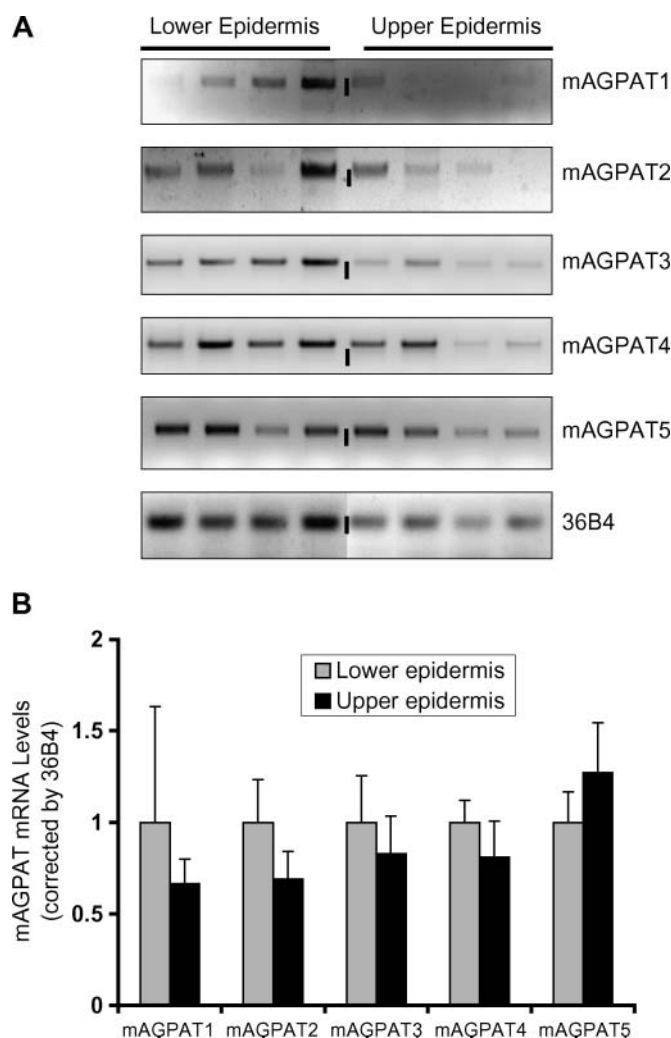 A
Lower Epidermis
Upper Epidermis
mAGPAT1
mAGPAT2
mAGPAT3
mAGPAT4
mAGPAT5
36B4
B
mAGPAT mRNA Levels
(corrected by 36B4)
2
1.5
1
0.5
0
Lower epidermis
Upper epidermis
mAGPAT1
mAGPAT2
mAGPAT3
mAGPAT4
mAGPAT5